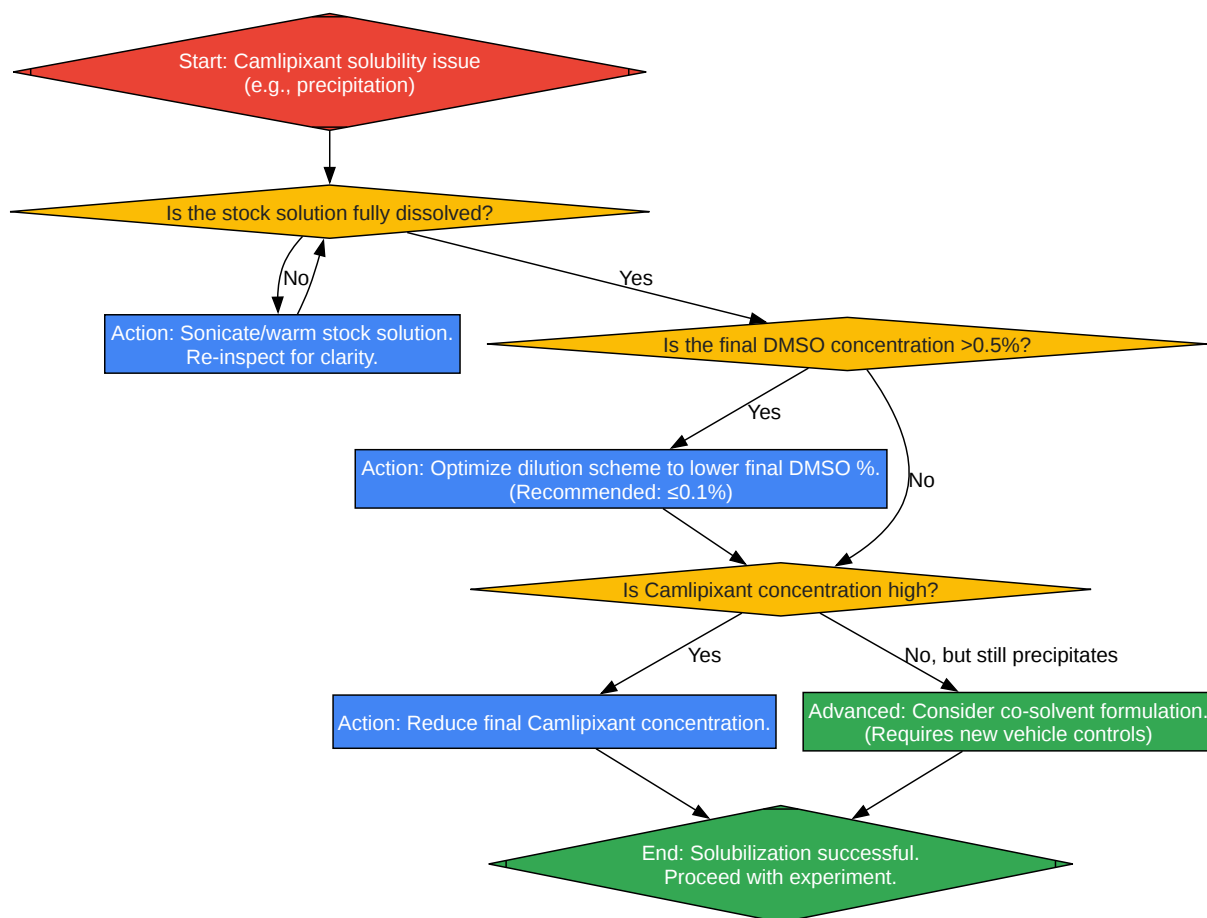 Start: Camlipixant solubility issue
(e.g., precipitation)
Is the stock solution fully dissolved?
No
Yes
Action: Sonicate/warm stock solution.
Re-inspect for clarity.
Is the final DMSO concentration >0.5%?
Yes
Action: Optimize dilution scheme to lower final DMSO %.
(Recommended: ≤0.1%)
No
Is Camlipixant concentration high?
Yes
No, but still precipitates
Action: Reduce final Camlipixant concentration.
Advanced: Consider co-solvent formulation.
(Requires new vehicle controls)
End: Solubilization successful.
Proceed with experiment.